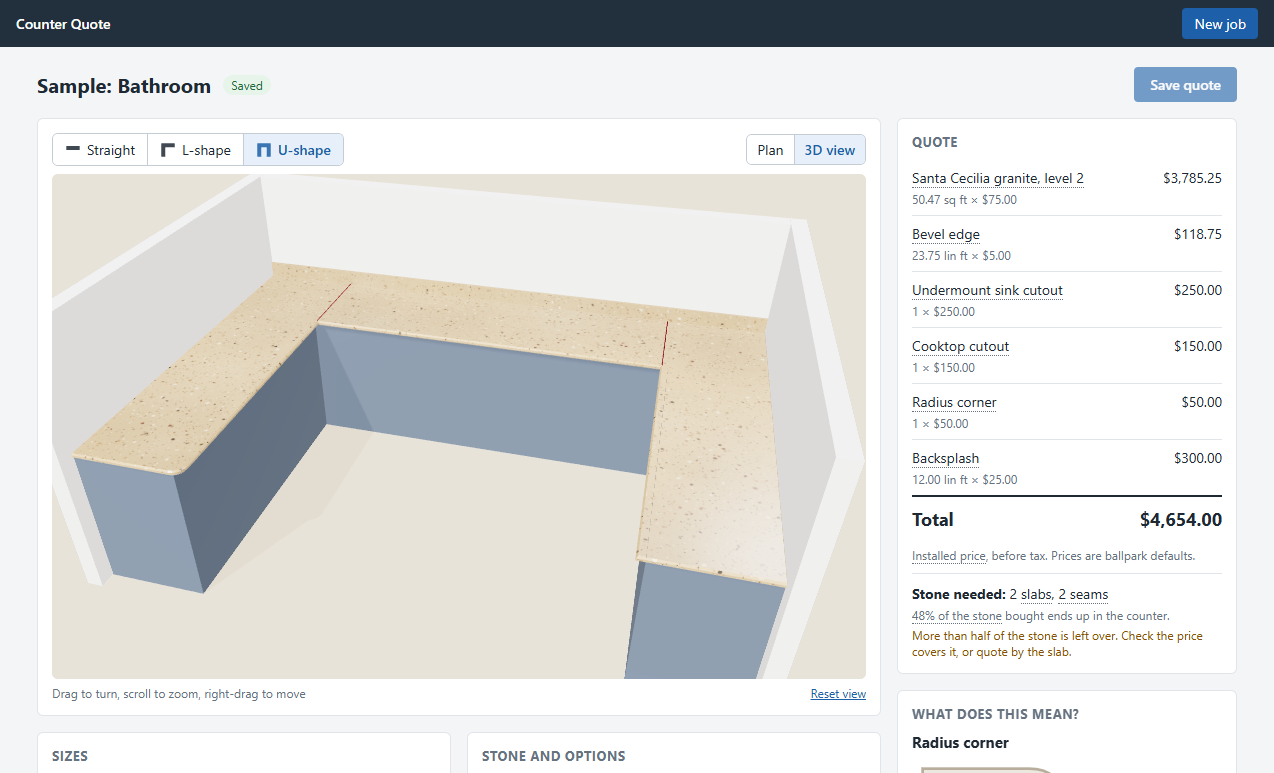 Counter Quote
New job
Sample: Bathroom
Saved
Save quote
Straight
L-shape
U-shape
Plan
3D view
Drag to turn, scroll to zoom, right-drag to move
Reset view
SIZES
STONE AND OPTIONS
QUOTE
Santa Cecilia granite, level 2 $3,785.25
50.47 sq ft × $75.00
Bevel edge $118.75
23.75 lin ft × $5.00
Undermount sink cutout $250.00
1 × $250.00
Cooktop cutout $150.00
1 × $150.00
Radius corner $50.00
1 × $50.00
Backsplash $300.00
12.00 lin ft × $25.00
Total $4,654.00
Installed price, before tax. Prices are ballpark defaults.
Stone needed: 2 slabs, 2 seams
48% of the stone bought ends up in the counter.
More than half of the stone is left over. Check the price
covers it, or quote by the slab.
WHAT DOES THIS MEAN?
Radius corner